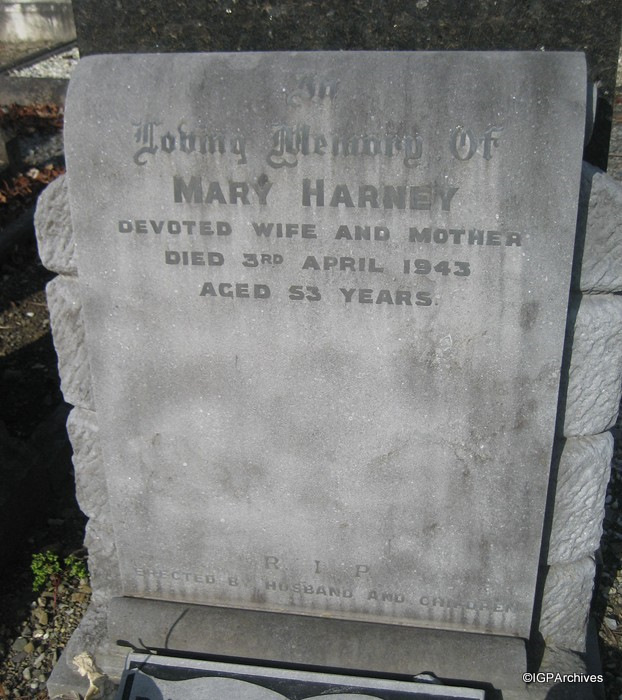 In
Loving Memory Of
MARY HARNEY
DEVOTED WIFE AND MOTHER
DIED 3RD APRIL 1943
AGED 53 YEARS.
R I P
ERECTED BY HUSBAND AND CHILDREN
©IGPArchives